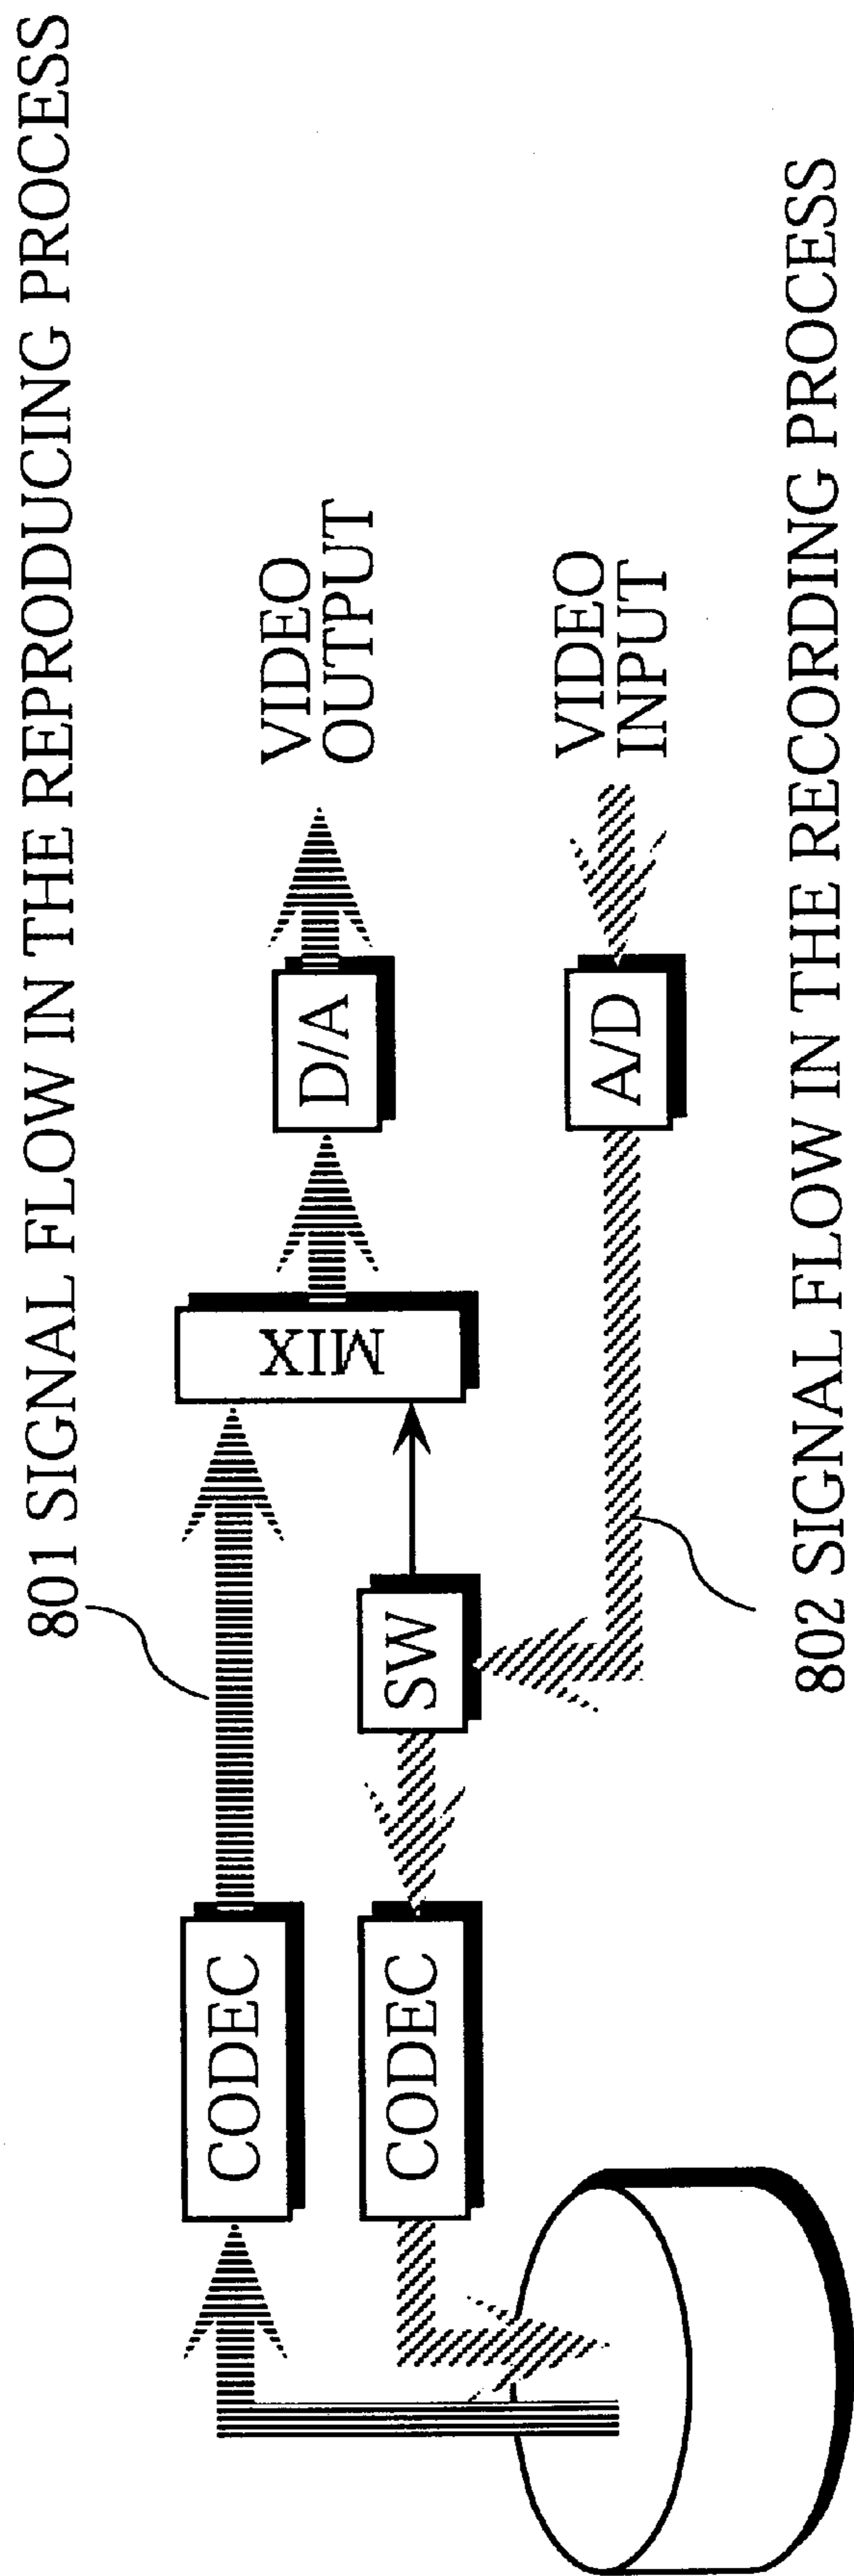 801 SIGNAL FLOW IN THE REPRODUCING PROCESS
CODEC
MIX
D/A
VIDEO
OUTPUT
CODEC
SW
A/D
VIDEO
INPUT
802 SIGNAL FLOW IN THE RECORDING PROCESS